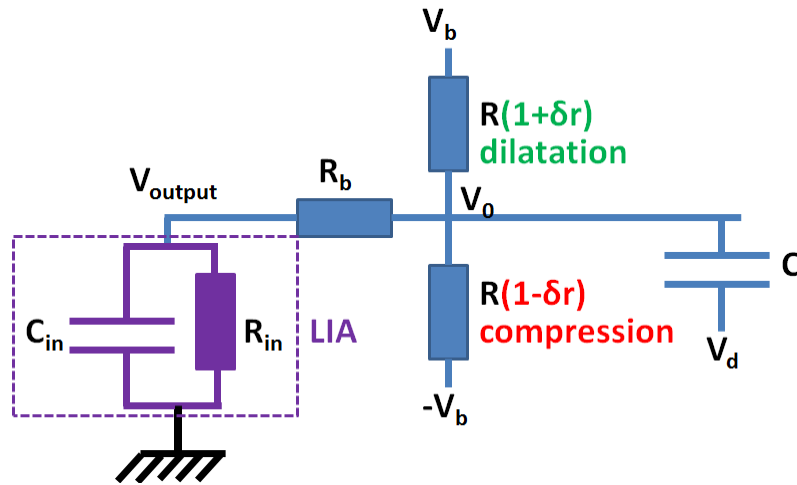 V_b
R(1+δr)
dilatation
R_b
V_output
V_0
C
R(1-δr)
compression
C_in
R_in
LIA
V_d
-V_b